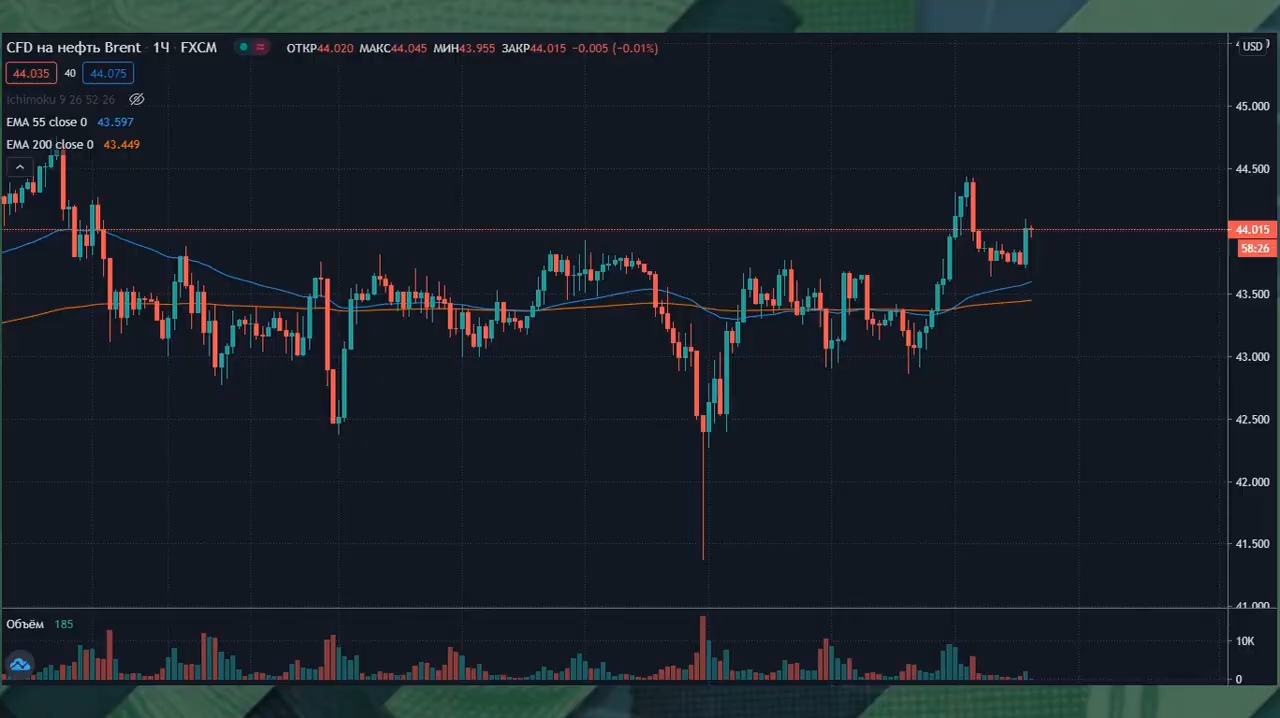 CFD на нефть Brent 1Ч FXCM ОТКР44.020 МАКС44.045 МИН43.955 ЗАКР44.015 −0.005 (−0.01%)
USD
44.035 40 44.075
Ichimoku 9 26 52 26
EMA 55 close 0 43.597
EMA 200 close 0 43.449
45.000
44.500
44.015
58:26
43.500
43.000
42.500
42.000
41.500
41.000
Объём 185
10K
0